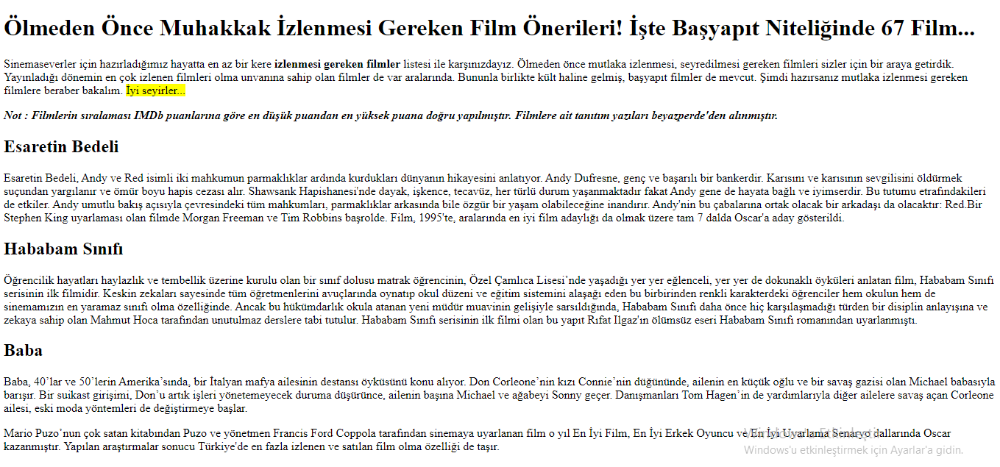 Ölmeden Önce Muhakkak İzlenmesi Gereken Film Önerileri! İşte Başyapıt Niteliğinde 67 Film...
Sinemaseverler için hazırladığımız hayatta en az bir kere izlenmesi gereken filmler listesi ile karşınızdayız. Ölmeden önce mutlaka izlenmesi, seyredilmesi gereken filmleri sizler için bir araya getirdik.
Yayınladığı dönemin en çok izlenen filmleri olma unvanına sahip olan filmler de var aralarında. Bununla birlikte kült haline gelmiş, başyapıt filmler de mevcut. Şimdi hazırsanız mutlaka izlenmesi gereken
filmlere beraber bakalım. İyi seyirler...
Not : Filmlerin sıralaması IMDb puanlarına göre en düşük puandan en yüksek puana doğru yapılmıştır. Filmlere ait tanıtım yazıları beyazperde'den alınmıştır.
Esaretin Bedeli
Esaretin Bedeli, Andy ve Red isimli iki mahkumun parmaklıklar ardında kurdukları dünyanın hikayesini anlatıyor. Andy Dufresne, genç ve başarılı bir bankerdir. Karısını ve karısının sevgilisini öldürmek
suçundan yargılanır ve ömür boyu hapis cezası alır. Shawsank Hapishanesi'nde dayak, işkence, tecavüz, her türlü durum yaşanmaktadır fakat Andy gene de hayata bağlı ve iyimserdir. Bu tutumu etrafındakileri
de etkiler. Andy umutlu bakış açısıyla çevresindeki tüm mahkumları, parmaklıklar arkasında bile özgür bir yaşam olabileceğine inandırır. Andy'nin bu çabalarına ortak olacak bir arkadaşı da olacaktır: Red.Bir
Stephen King uyarlaması olan filmde Morgan Freeman ve Tim Robbins başrolde. Film, 1995'te, aralarında en iyi film adaylığı da olmak üzere tam 7 dalda Oscar'a aday gösterildi.
Hababam Sınıfı
Öğrencilik hayatları haylazlık ve tembellik üzerine kurulu olan bir sınıf dolusu matrak öğrencinin, Özel Çamlıca Lisesi’nde yaşadığı yer yer eğlenceli, yer yer de dokunaklı öyküleri anlatan film, Hababam Sınıfı
serisinin ilk filmidir. Keskin zekaları sayesinde tüm öğretmenlerini avuçlarında oynatıp okul düzeni ve eğitim sistemini alaşağı eden bu birbirinden renkli karakterdeki öğrenciler hem okulun hem de
sinemamızın en yaramaz sınıfı olma özelliğinde. Ancak bu hükümdarlık okula atanan yeni müdür muavinin gelişiyle sarsıldığında, Hababam Sınıfı daha önce hiç karşılaşmadığı türden bir disiplin anlayışına ve
zekaya sahip olan Mahmut Hoca tarafından unutulmaz derslere tabi tutulur. Hababam Sınıfı serisinin ilk filmi olan bu yapıt Rıfat Ilgaz'ın ölümsüz eseri Hababam Sınıfı romanından uyarlanmıştı.
Baba
Baba, 40’lar ve 50’lerin Amerika’sında, bir İtalyan mafya ailesinin destansı öyküsünü konu alıyor. Don Corleone’nin kızı Connie’nin düğününde, ailenin en küçük oğlu ve bir savaş gazisi olan Michael babasıyla
barışır. Bir suikast girişimi, Don’u artık işleri yönetemeyecek duruma düşürünce, ailenin başına Michael ve ağabeyi Sonny geçer. Danışmanları Tom Hagen’in de yardımlarıyla diğer ailelere savaş açan Corleone
ailesi, eski moda yöntemleri de değiştirmeye başlar.
Mario Puzo’nun çok satan kitabından Puzo ve yönetmen Francis Ford Coppola tarafından sinemaya uyarlanan film o yıl En İyi Film, En İyi Erkek Oyuncu ve En İyi Uyarlama Senaryo dallarında Oscar
kazanmıştır. Yapılan araştırmalar sonucu Türkiye'de en fazla izlenen ve satılan film olma özelliği de taşır.
Windows'u Etkinleştir
Windows'u etkinleştirmek için Ayarlar'a gidin.